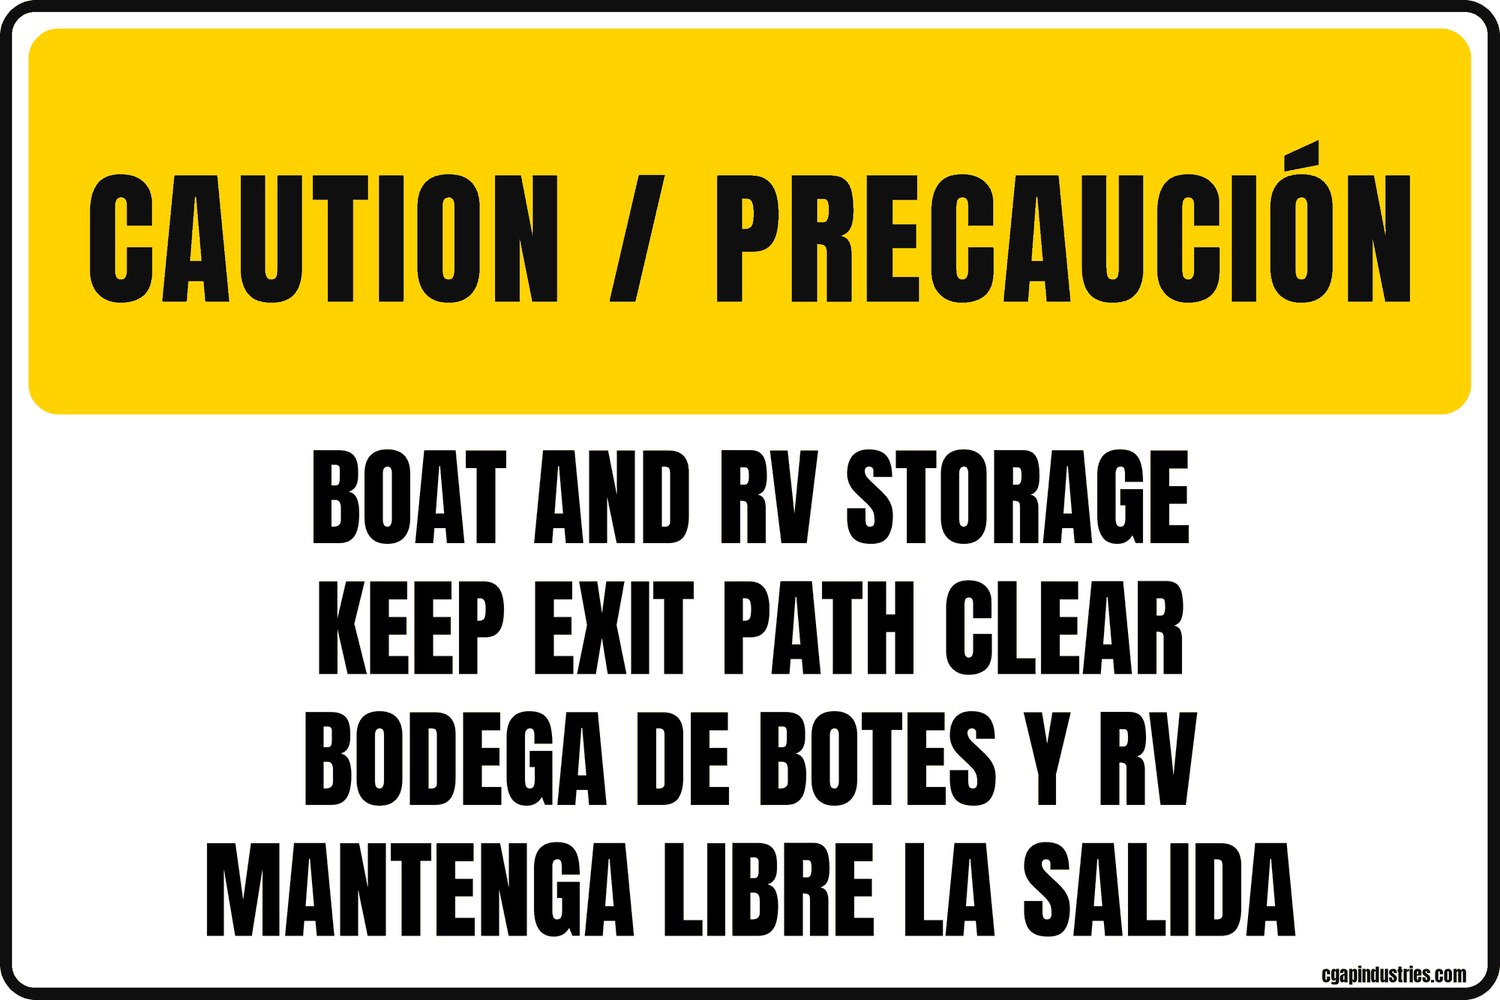 CAUTION / PRECAUCIÓN
BOAT AND RV STORAGE
KEEP EXIT PATH CLEAR
BODEGA DE BOTES Y RV
MANTENGA LIBRE LA SALIDA
cgapindustries.com